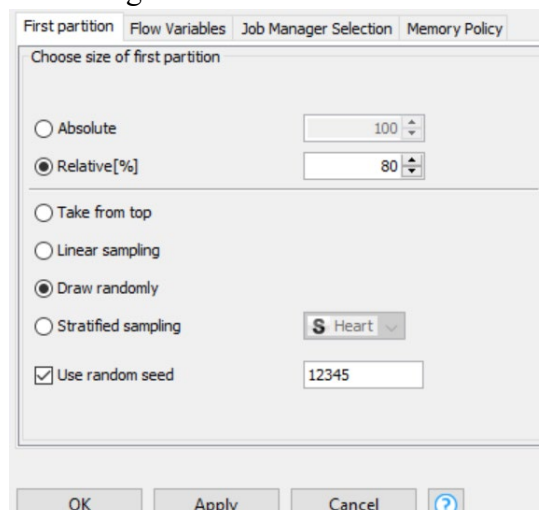 First partition Flow Variables Job Manager Selection Memory Policy
Choose size of first partition
Absolute 100
Relative[%] 80
Take from top
Linear sampling
Draw randomly
Stratified sampling S Heart
Use random seed 12345
OK Apply Cancel ?